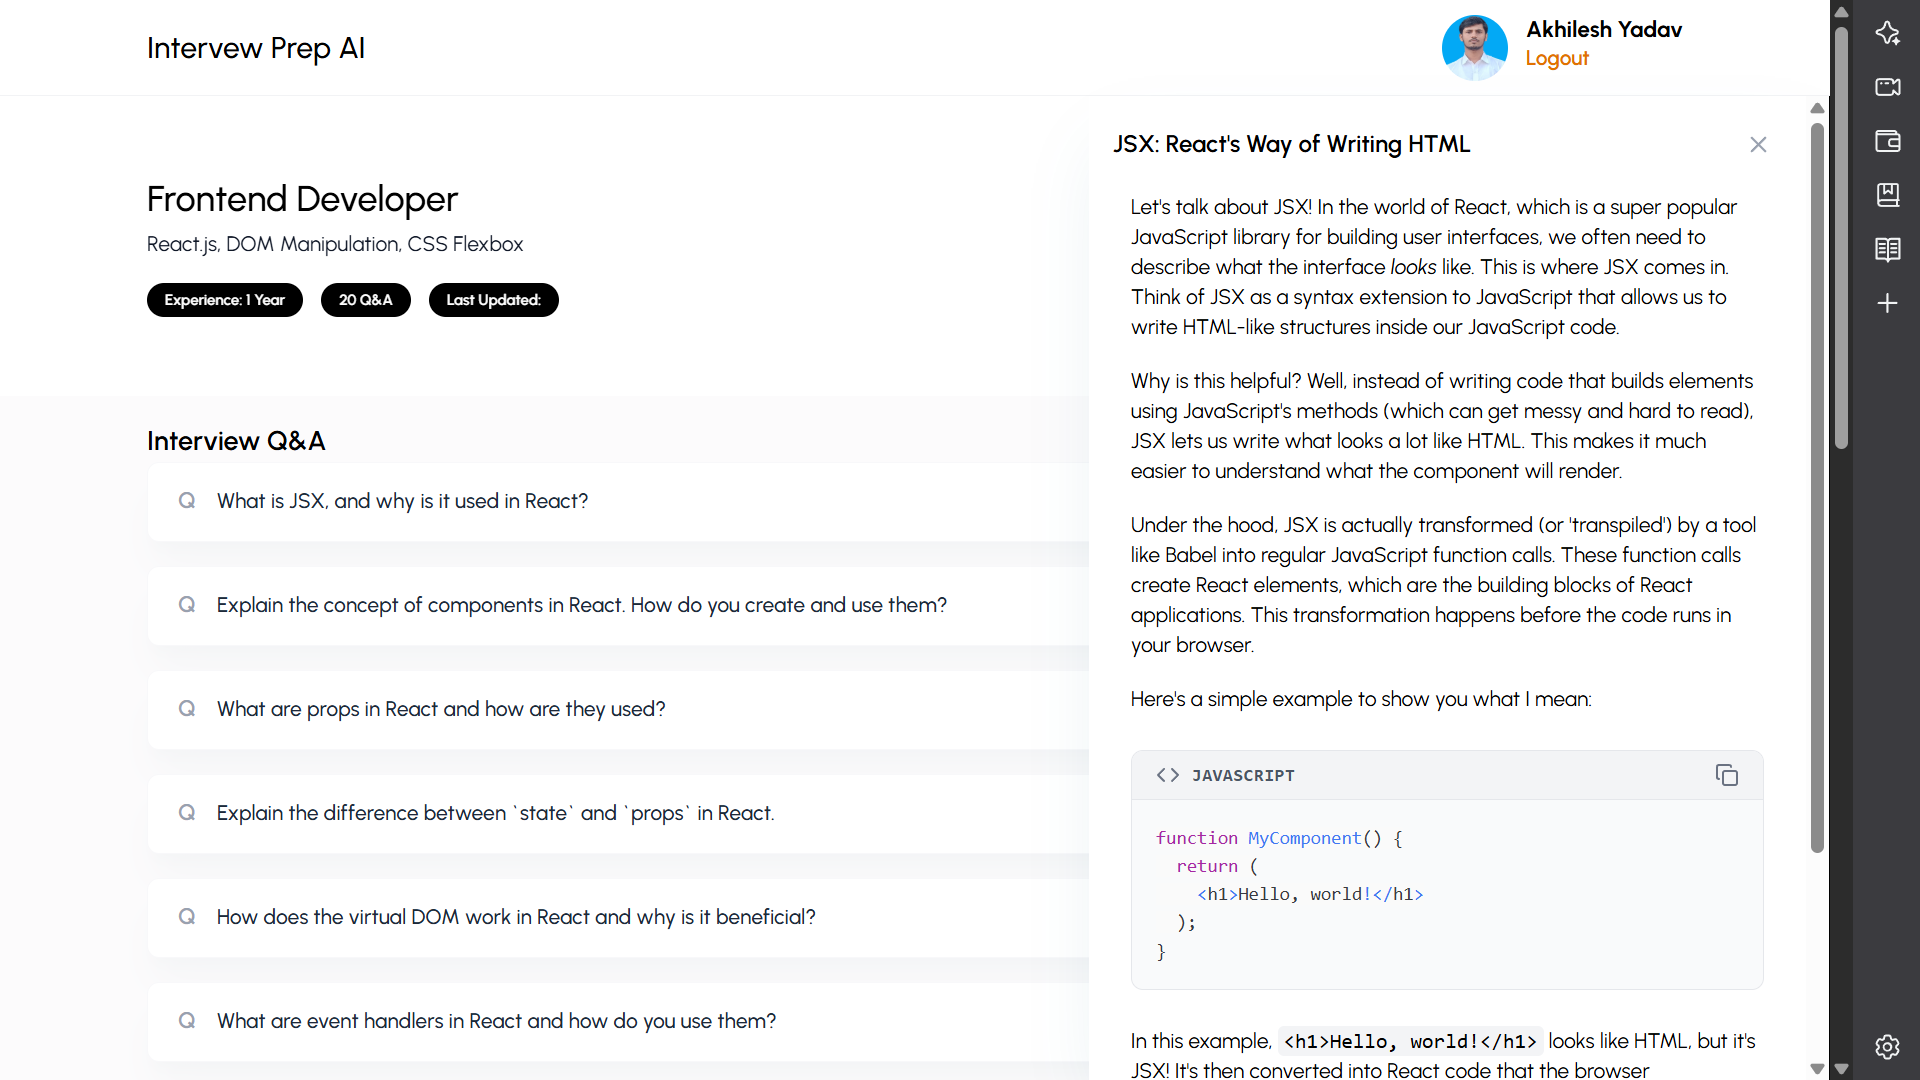 Intervew Prep AI
Akhilesh Yadav
Logout
Frontend Developer
React.js, DOM Manipulation, CSS Flexbox
Experience: 1 Year
20 Q&A
Last Updated:
Interview Q&A
Q What is JSX, and why is it used in React?
Q Explain the concept of components in React. How do you create and use them?
Q What are props in React and how are they used?
Q Explain the difference between `state` and `props` in React.
Q How does the virtual DOM work in React and why is it beneficial?
Q What are event handlers in React and how do you use them?
JSX: React's Way of Writing HTML
Let's talk about JSX! In the world of React, which is a super popular
JavaScript library for building user interfaces, we often need to
describe what the interface looks like. This is where JSX comes in.
Think of JSX as a syntax extension to JavaScript that allows us to
write HTML-like structures inside our JavaScript code.
Why is this helpful? Well, instead of writing code that builds elements
using JavaScript's methods (which can get messy and hard to read),
JSX lets us write what looks a lot like HTML. This makes it much
easier to understand what the component will render.
Under the hood, JSX is actually transformed (or 'transpiled') by a tool
like Babel into regular JavaScript function calls. These function calls
create React elements, which are the building blocks of React
applications. This transformation happens before the code runs in
your browser.
Here's a simple example to show you what I mean:
<> JAVASCRIPT
function MyComponent() {
  return (
    <h1>Hello, world!</h1>
  );
}
In this example, <h1>Hello, world!</h1> looks like HTML, but it's
JSX! It's then converted into React code that the browser